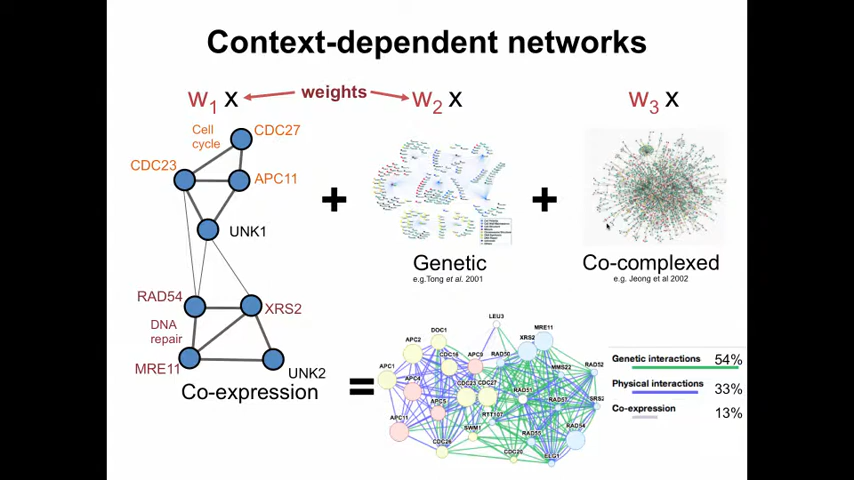 Context-dependent networks
w1 x
weights
w2 x
w3 x
Cell
cycle
CDC27
CDC23
APC11
UNK1
RAD54
XRS2
DNA
repair
MRE11
UNK2
Co-expression
+
+
Genetic
e.g.Tong et al. 2001
Co-complexed
e.g. Jeong et al 2002
=
LEU3
DOC1
MRE11
APC2
XRS2
CDC16
APC9
RAD50
APC1
MMS22
RAD52
APC4
CDC23
CDC27
RAD51
APC5
RAD57
SRS2
RTT107
APC11
SWM1
RAD55
RAD54
CDC26
CDC20
ELG1
Genetic interactions 54%
Physical interactions 33%
Co-expression 13%